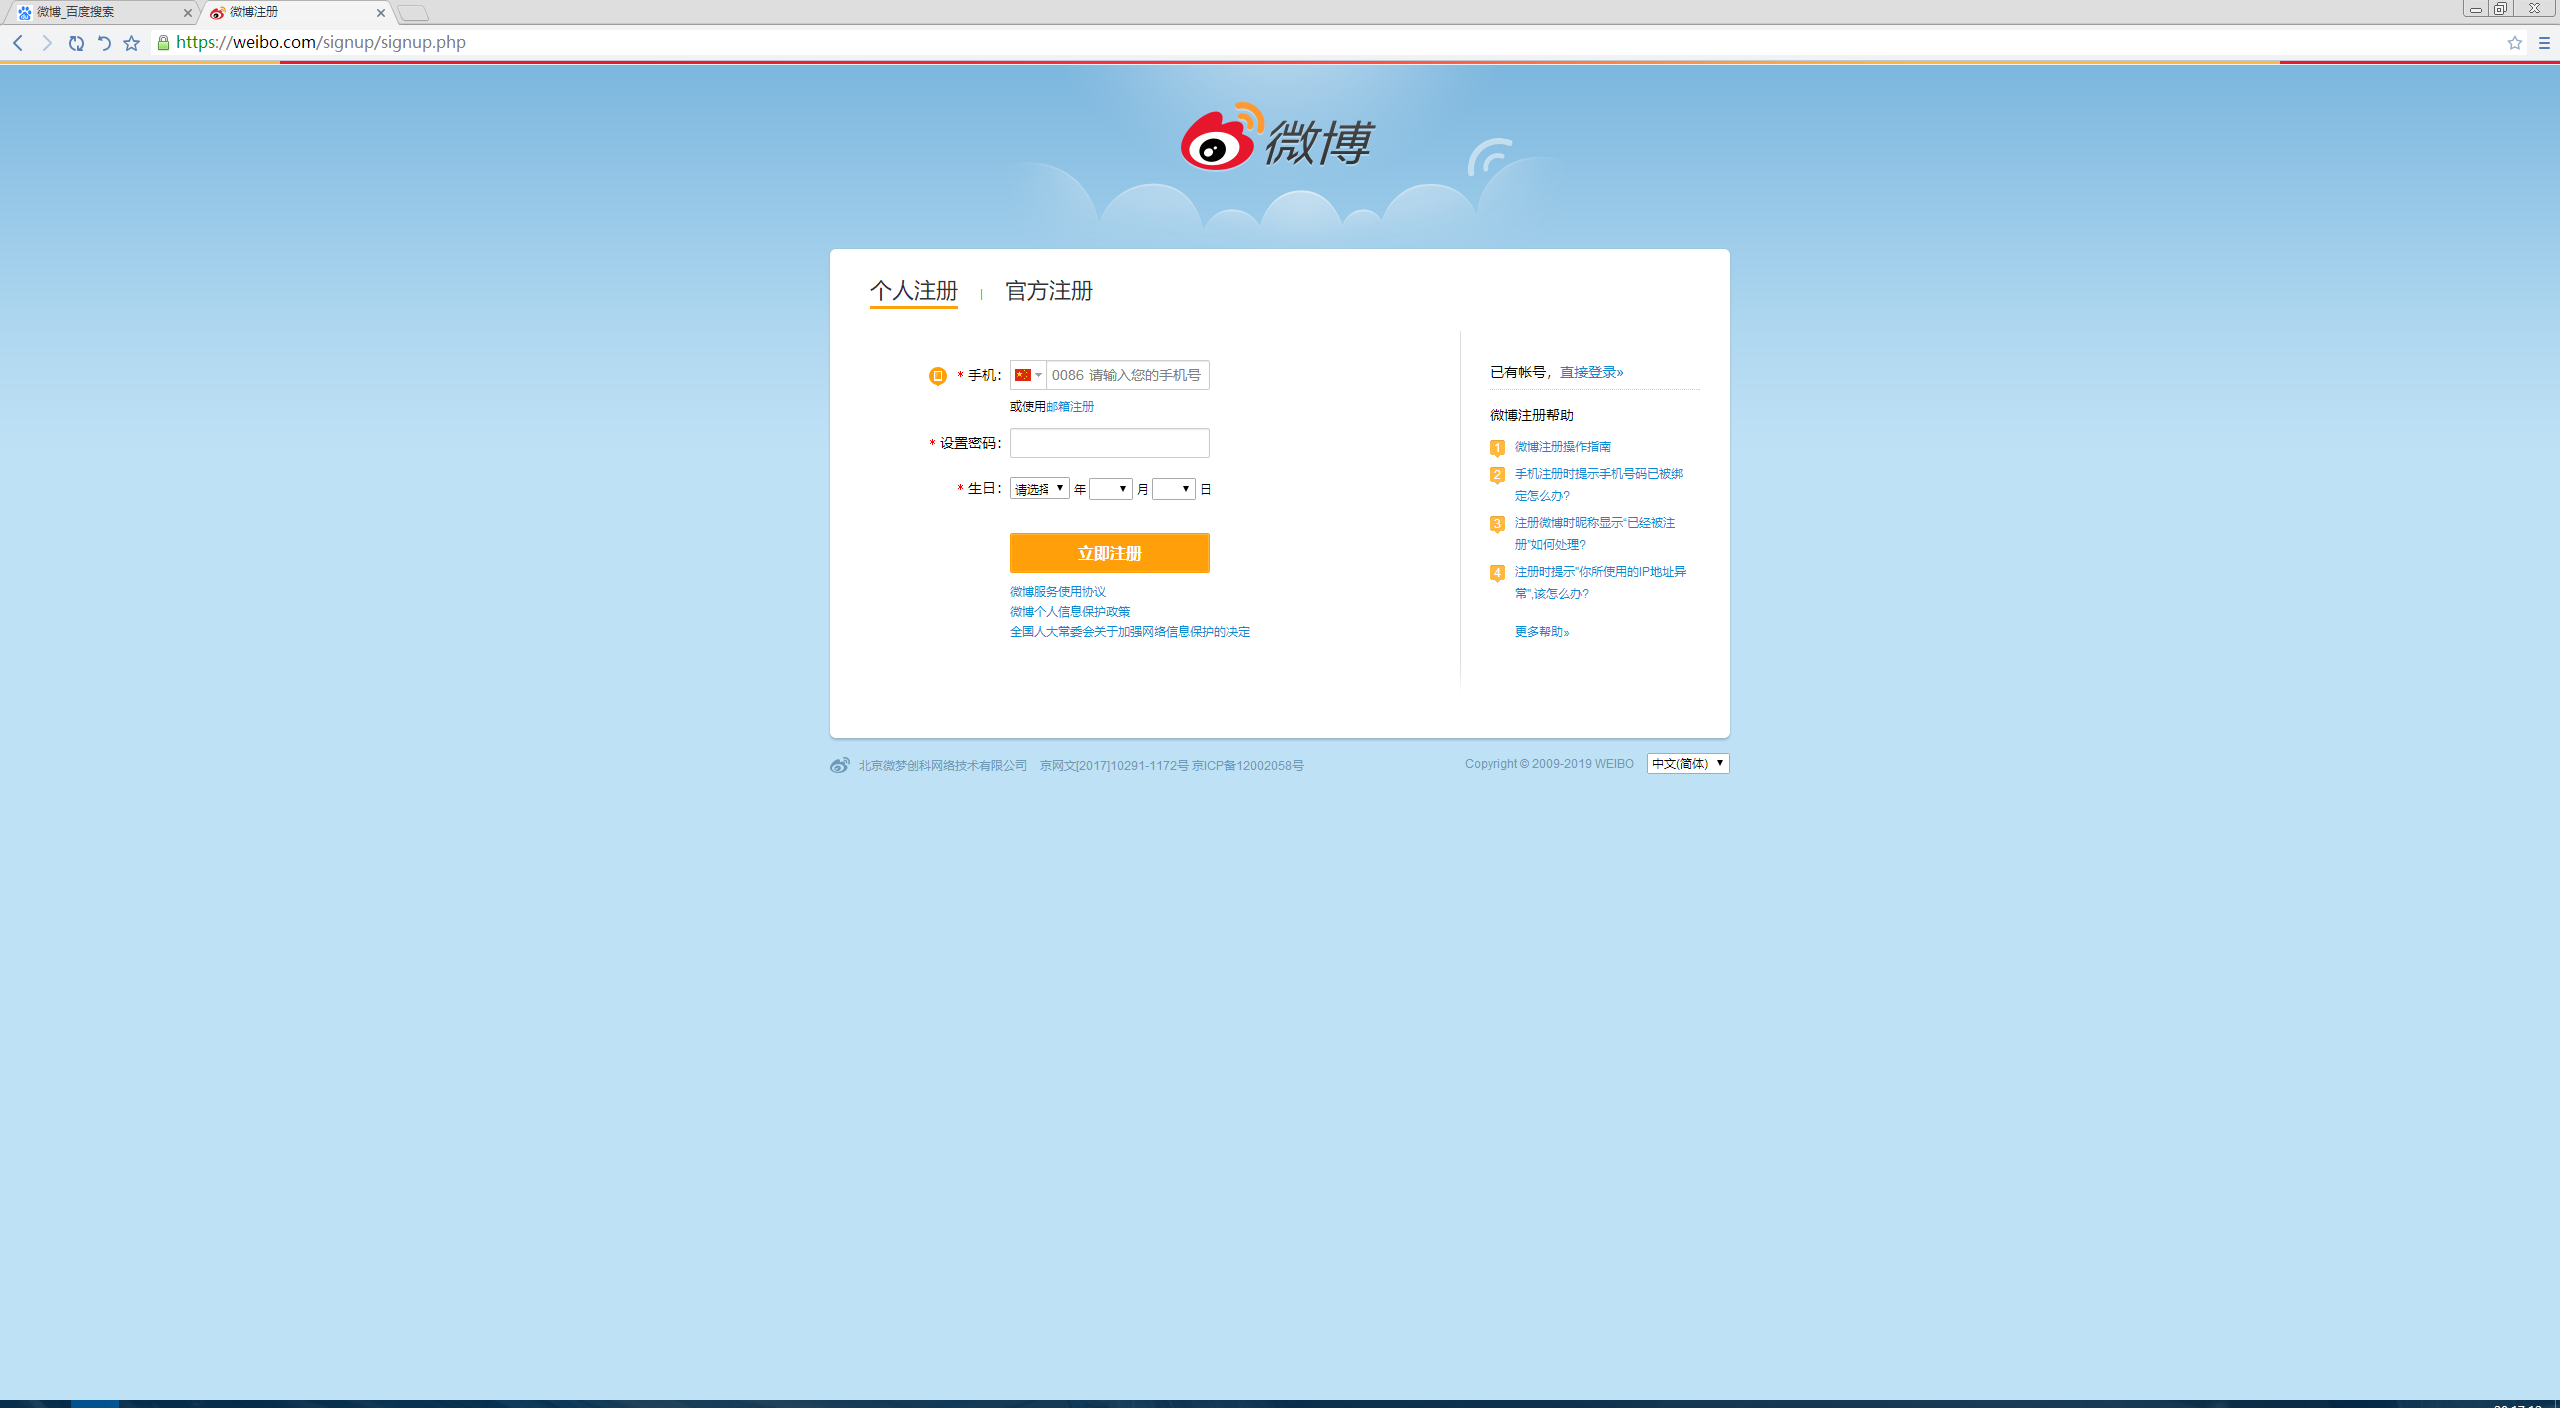 微博_百度搜索
微博注册
https://weibo.com/signup/signup.php
微博
个人注册 | 官方注册
* 手机： 0086 请输入您的手机号
或使用邮箱注册
* 设置密码：
* 生日： 请选择 年 月 日
立即注册
微博服务使用协议
微博个人信息保护政策
全国人大常委会关于加强网络信息保护的决定
已有帐号，直接登录»
微博注册帮助
1 微博注册操作指南
2 手机注册时提示手机号码已被绑
定怎么办?
3 注册微博时昵称显示“已经被注
册”如何处理?
4 注册时提示"你所使用的IP地址异
常",该怎么办?
更多帮助»
北京微梦创科网络技术有限公司 京网文[2017]10291-1172号 京ICP备12002058号
Copyright © 2009-2019 WEIBO 中文(简体)